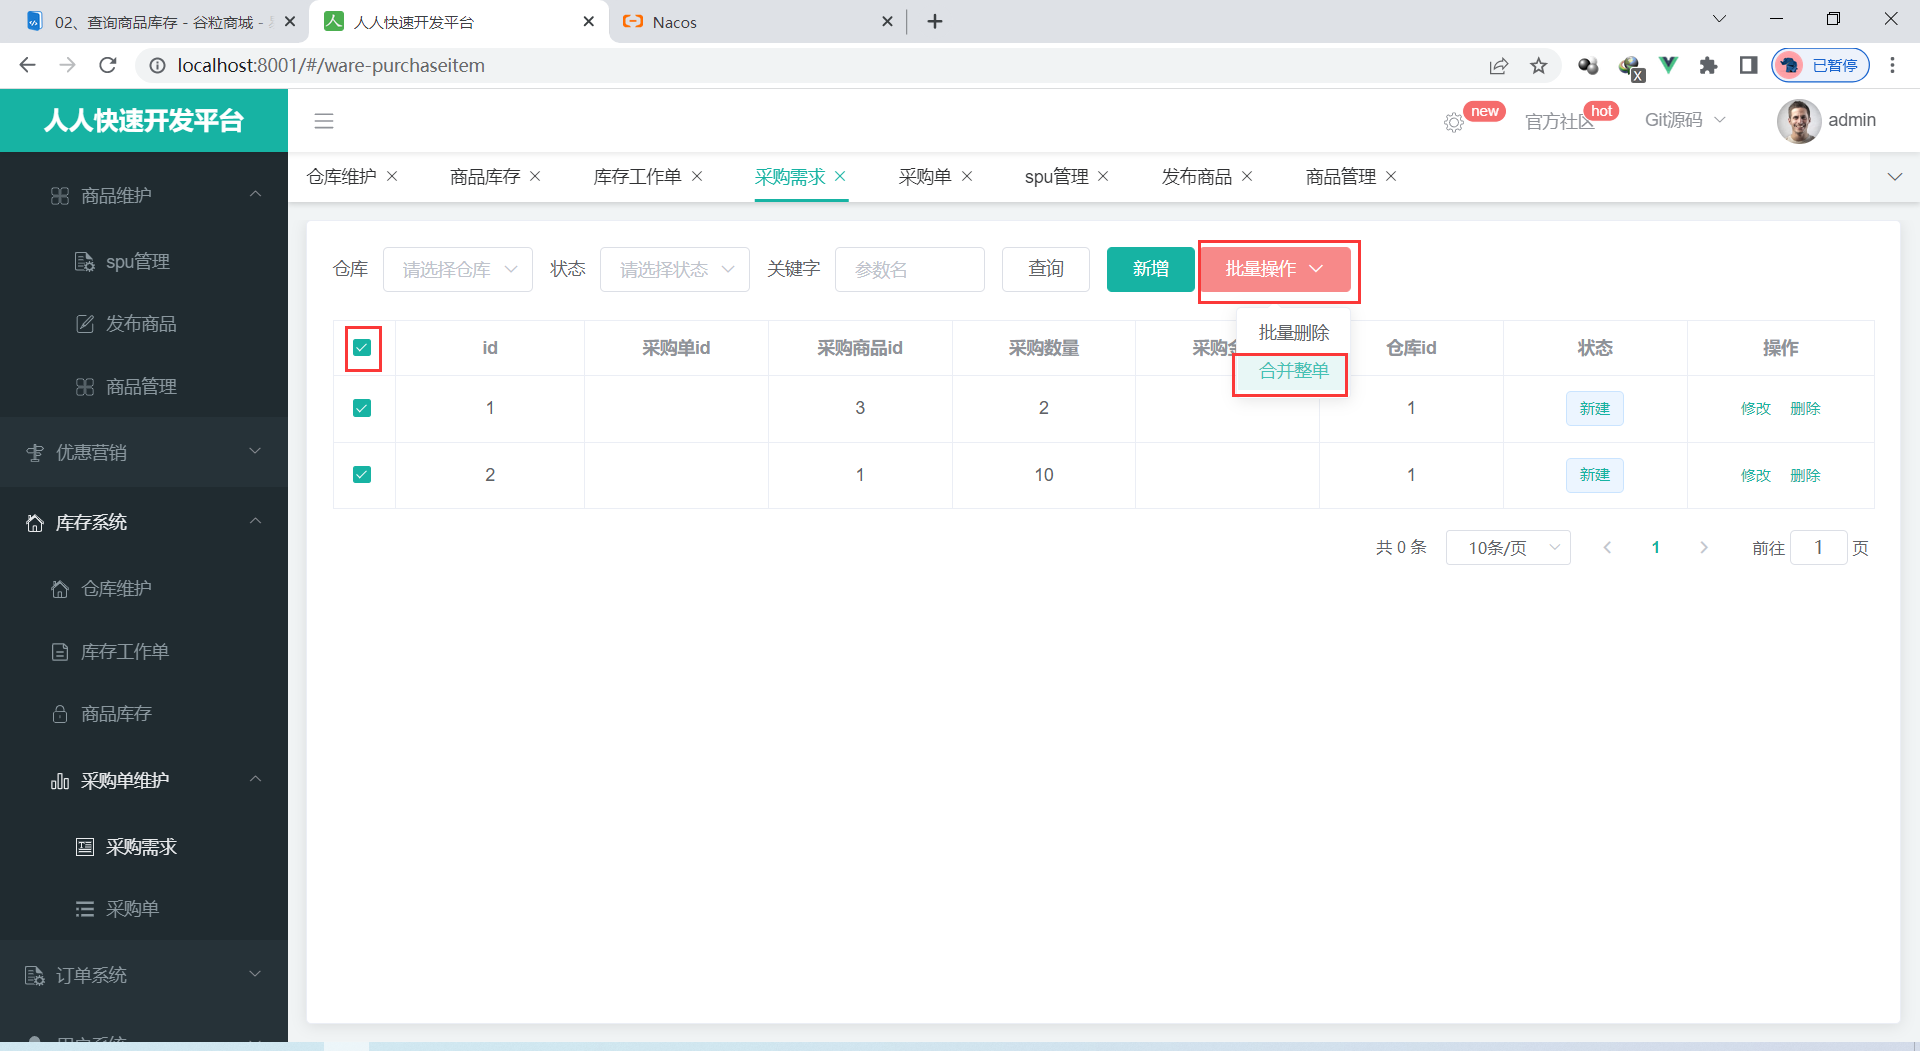 02、查询商品库存 - 谷粒商城 -
人人快速开发平台
Nacos
localhost:8001/#/ware-purchaseitem
已暂停
人人快速开发平台
new
官方社区
hot
Git源码
admin
商品维护
spu管理
发布商品
商品管理
优惠营销
库存系统
仓库维护
库存工作单
商品库存
采购单维护
采购需求
采购单
订单系统
仓库维护
商品库存
库存工作单
采购需求
采购单
spu管理
发布商品
商品管理
仓库 请选择仓库 状态 请选择状态 关键字 参数名 查询 新增 批量操作
批量删除
合并整单
id 采购单id 采购商品id 采购数量 采购金 仓库id 状态 操作
1 3 2 1 新建 修改 删除
2 1 10 1 新建 修改 删除
共 0 条 10条/页 1 前往 1 页